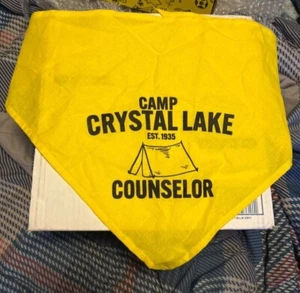 CAMP
CRYSTAL LAKE
EST. 1935
COUNSELOR